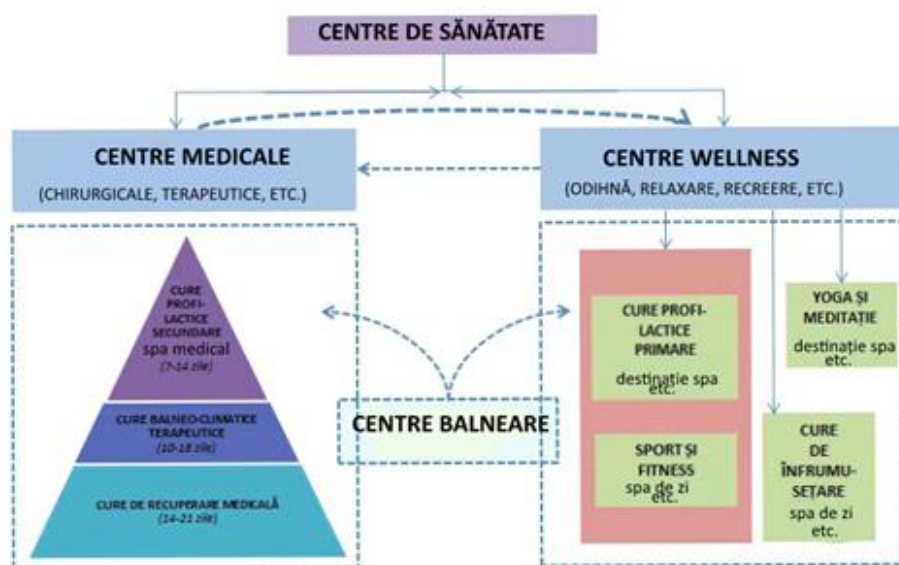 CENTRE DE SĂNĂTATE
CENTRE MEDICALE
(CHIRURGICALE, TERAPEUTICE, ETC.)
CENTRE WELLNESS
(ODIHNĂ, RELAXARE, RECREERE, ETC.)
CURE
PROFI-
LACTICE
SECUNDARE
spa medical
(7-14 zile)
CURE BALNEO-CLIMATICE
TERAPEUTICE
(10-18 zile)
CURE DE RECUPERARE MEDICALĂ
(14-21 zile)
CENTRE BALNEARE
CURE PROFI-
LACTICE
PRIMARE
destinație spa
etc.
SPORT ȘI
FITNESS
spa de zi
etc.
YOGA ȘI
MEDITAȚIE
destinație spa
etc.
CURE
DE
ÎNFRUMU-
SEȚARE
spa de zi
etc.